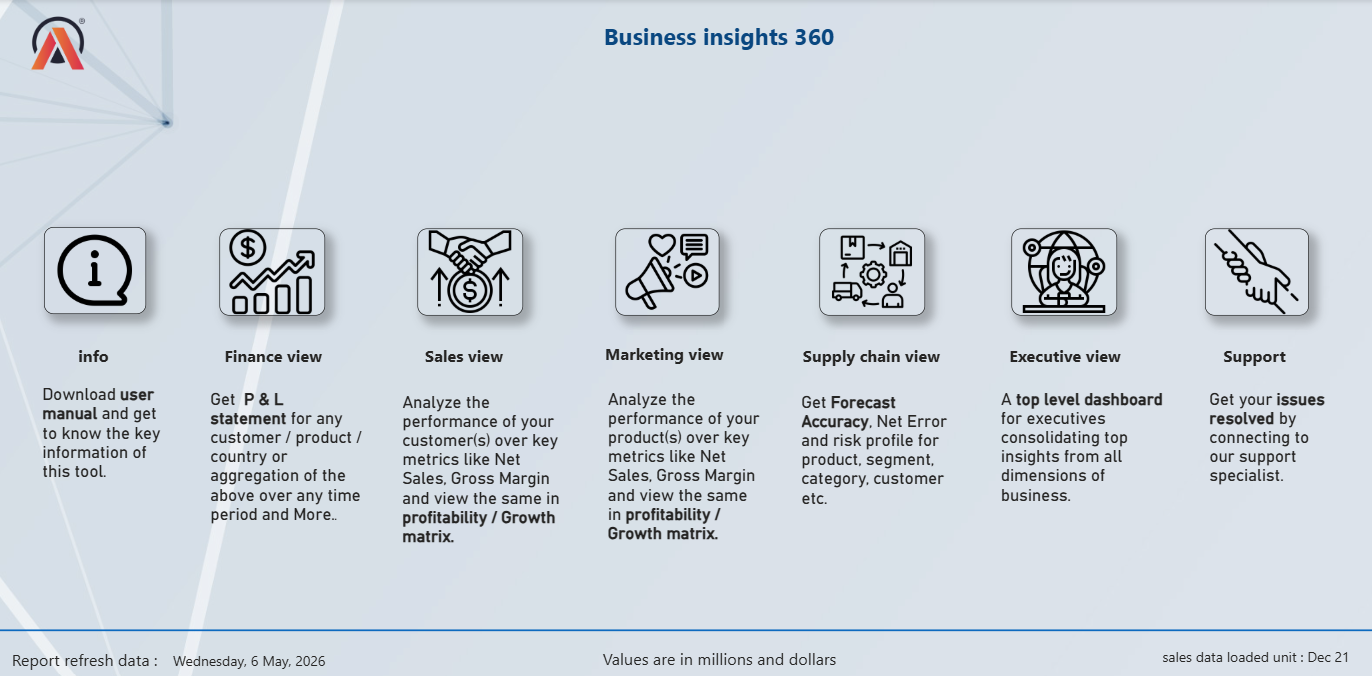 ®
Business insights 360
info
Download user
manual and get
to know the key
information of
this tool.
Finance view
Get P & L
statement for any
customer / product /
country or
aggregation of the
above over any time
period and More..
Sales view
Analyze the
performance of your
customer(s) over key
metrics like Net
Sales, Gross Margin
and view the same in
profitability / Growth
matrix.
Marketing view
Analyze the
performance of your
product(s) over key
metrics like Net
Sales, Gross Margin
and view the same
in profitability /
Growth matrix.
Supply chain view
Get Forecast
Accuracy, Net Error
and risk profile for
product, segment,
category, customer
etc.
Executive view
A top level dashboard
for executives
consolidating top
insights from all
dimensions of
business.
Support
Get your issues
resolved by
connecting to
our support
specialist.
Report refresh data : Wednesday, 6 May, 2026
Values are in millions and dollars
sales data loaded unit : Dec 21